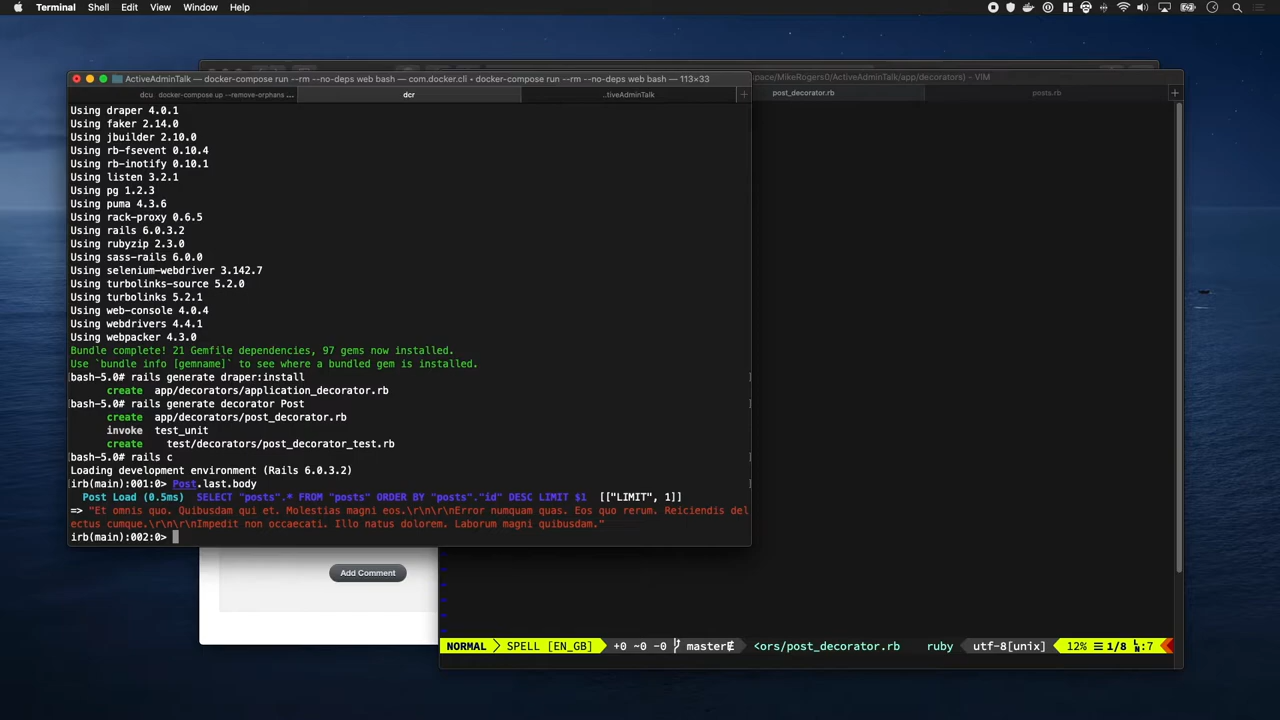 Terminal Shell Edit View Window Help
ActiveAdminTalk — docker-compose run --rm --no-deps web bash — com.docker.cli • docker-compose run --rm --no-deps web bash — 113×33
dcu docker-compose up --remove-orphans ...
dcr
..tiveAdminTalk
+
Using draper 4.0.1
Using faker 2.14.0
Using jbuilder 2.10.0
Using rb-fsevent 0.10.4
Using rb-inotify 0.10.1
Using listen 3.2.1
Using pg 1.2.3
Using puma 4.3.6
Using rack-proxy 0.6.5
Using rails 6.0.3.2
Using rubyzip 2.3.0
Using sass-rails 6.0.0
Using selenium-webdriver 3.142.7
Using turbolinks-source 5.2.0
Using turbolinks 5.2.1
Using web-console 4.0.4
Using webdrivers 4.4.1
Using webpacker 4.3.0
Bundle complete! 21 Gemfile dependencies, 97 gems now installed.
Use `bundle info [gemname]` to see where a bundled gem is installed.
[bash-5.0# rails generate draper:install ]
create app/decorators/application_decorator.rb
[bash-5.0# rails generate decorator Post ]
create app/decorators/post_decorator.rb
invoke test_unit
create test/decorators/post_decorator_test.rb
[bash-5.0# rails c ]
Loading development environment (Rails 6.0.3.2)
[irb(main):001:0> Post.last.body ]
Post Load (0.5ms) SELECT "posts".* FROM "posts" ORDER BY "posts"."id" DESC LIMIT $1 [["LIMIT", 1]]
=> "Et omnis quo. Quibusdam qui et. Molestias magni eos.\r\n\r\nError numquam quas. Eos quo rerum. Reiciendis del
ectus cumque.\r\n\r\nImpedit non occaecati. Illo natus dolorem. Laborum magni quibusdam."
irb(main):002:0>
space/MikeRogers0/ActiveAdminTalk/app/decorators) - VIM
post_decorator.rb
posts.rb
+
Add Comment
NORMAL SPELL [EN_GB] +0 ~0 -0 master <ors/post_decorator.rb ruby utf-8[unix] 12% ☰ 1/8 :7